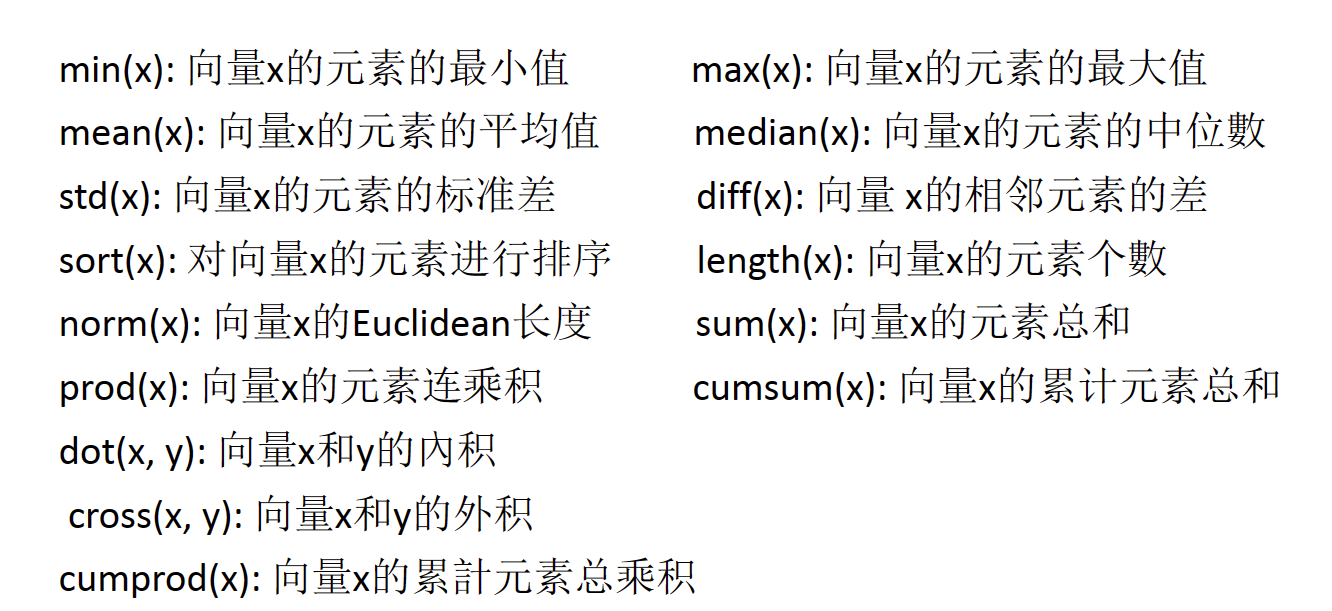 min(x): 向量x的元素的最小值 max(x): 向量x的元素的最大值
mean(x): 向量x的元素的平均值 median(x): 向量x的元素的中位數
std(x): 向量x的元素的标准差 diff(x): 向量 x的相邻元素的差
sort(x): 对向量x的元素进行排序 length(x): 向量x的元素个數
norm(x): 向量x的Euclidean长度 sum(x): 向量x的元素总和
prod(x): 向量x的元素连乘积 cumsum(x): 向量x的累计元素总和
dot(x, y): 向量x和y的內积
cross(x, y): 向量x和y的外积
cumprod(x): 向量x的累計元素总乘积